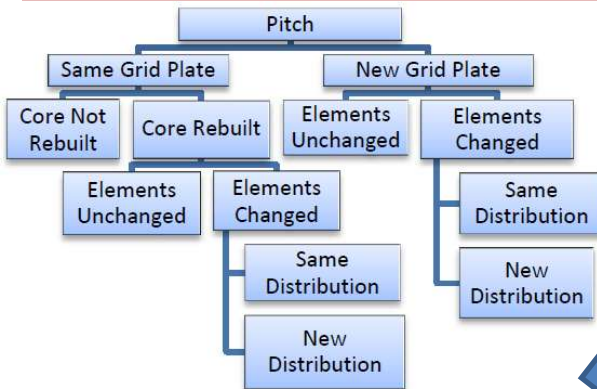 Pitch
Same Grid Plate
New Grid Plate
Core Not
Rebuilt
Core Rebuilt
Elements
Unchanged
Elements
Changed
Elements
Unchanged
Elements
Changed
Same
Distribution
New
Distribution
Same
Distribution
New
Distribution